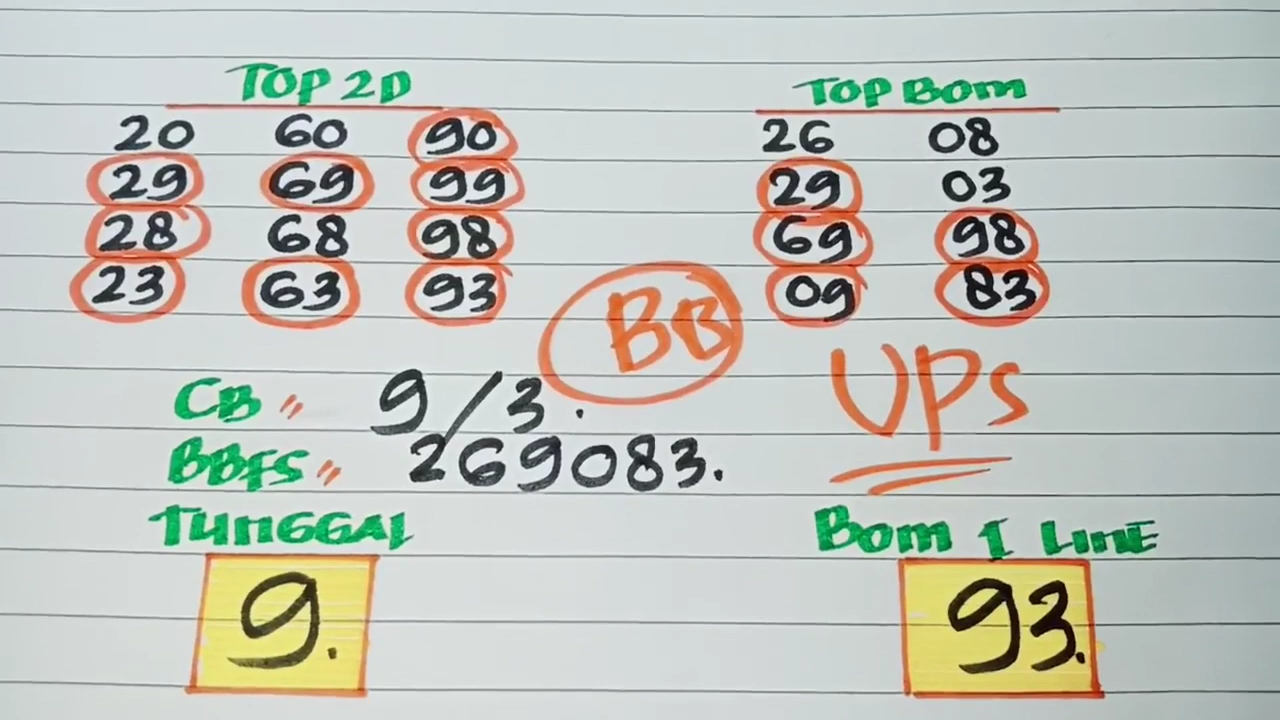 TOP 2D TOP BOM
20 60 90 26 08
29 69 99 29 03
28 68 98 69 98
23 63 93 09 83
BB
CB " 9/3. UPS
BBFS " 269083.
TUNGGAL BOM 1 LINE
9. 93.